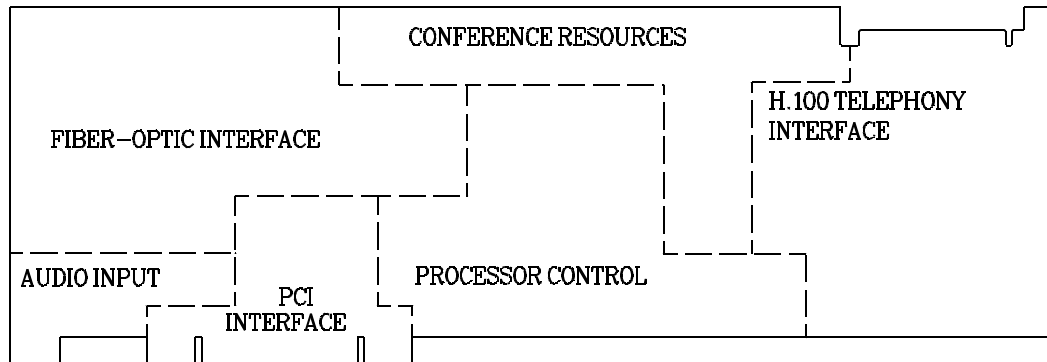 CONFERENCE RESOURCES
H.100 TELEPHONY
INTERFACE
FIBER-OPTIC INTERFACE
AUDIO INPUT
PROCESSOR CONTROL
PCI
INTERFACE